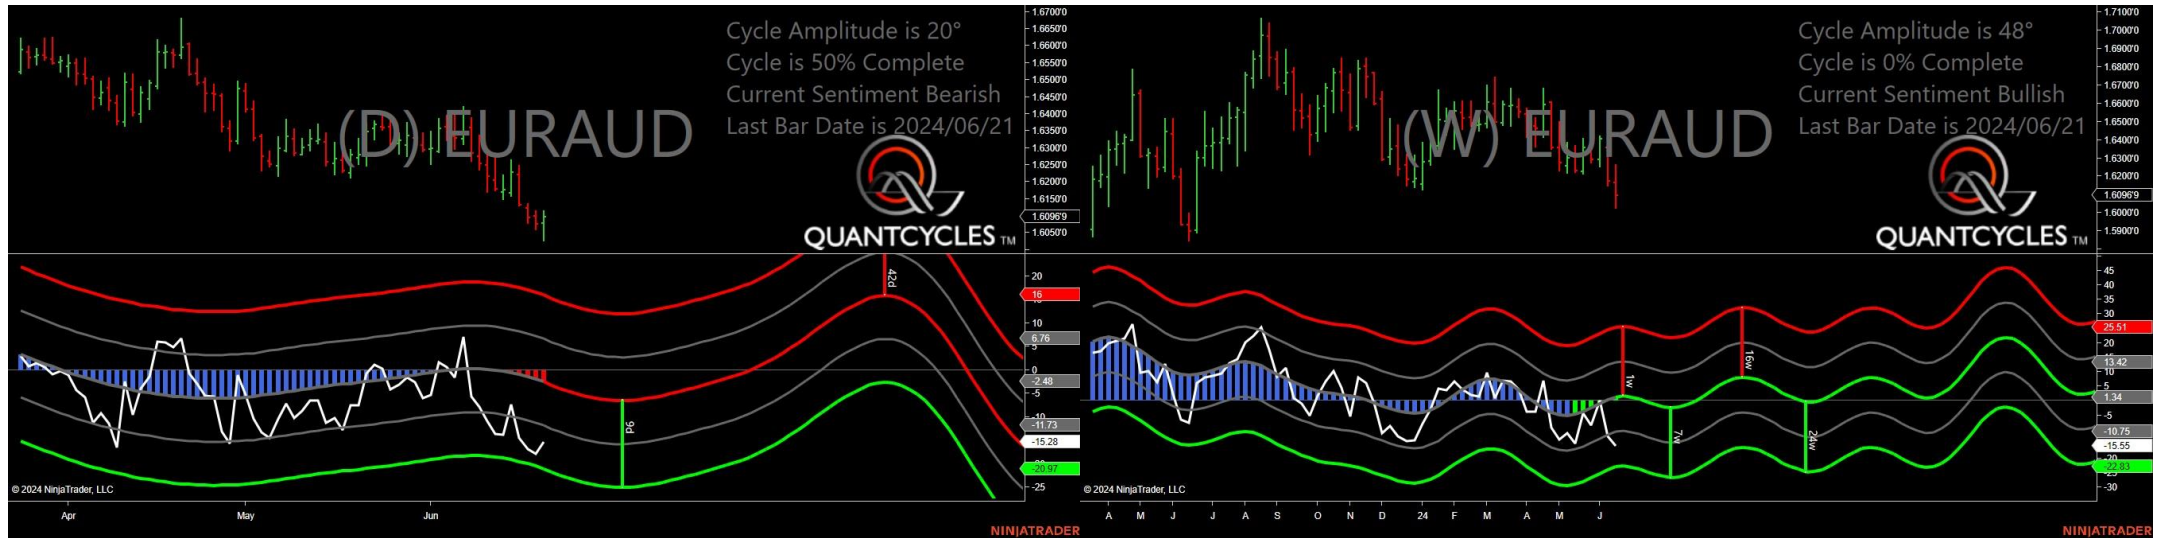 1.6700'0
1.6650'0
1.6600'0
1.6550'0
1.6500'0
1.6450'0
1.6400'0
1.6350'0
1.6300'0
1.6250'0
1.6200'0
1.6150'0
1.6096'9
1.6050'0
Cycle Amplitude is 20°
Cycle is 50% Complete
Current Sentiment Bearish
Last Bar Date is 2024/06/21
(D) EURAUD
QUANTCYCLES TM
42d
9d
20
16
10
6.76
5
0
-2.48
-5
-10
-11.73
-15.28
-20.97
-25
© 2024 NinjaTrader, LLC
Apr May Jun
NINJATRADER
1.7100'0
1.7000'0
1.6900'0
1.6800'0
1.6700'0
1.6600'0
1.6500'0
1.6400'0
1.6300'0
1.6200'0
1.6096'9
1.6000'0
1.5900'0
Cycle Amplitude is 48°
Cycle is 0% Complete
Current Sentiment Bullish
Last Bar Date is 2024/06/21
(W) EURAUD
QUANTCYCLES TM
1w
16w
7w
24w
45
40
35
30
25.51
20
13.42
10
5
1.34
-5
-10.75
-15.55
-20
-22.83
-30
© 2024 NinjaTrader, LLC
A M J J A S O N D 24 F M A M J
NINJATRADER